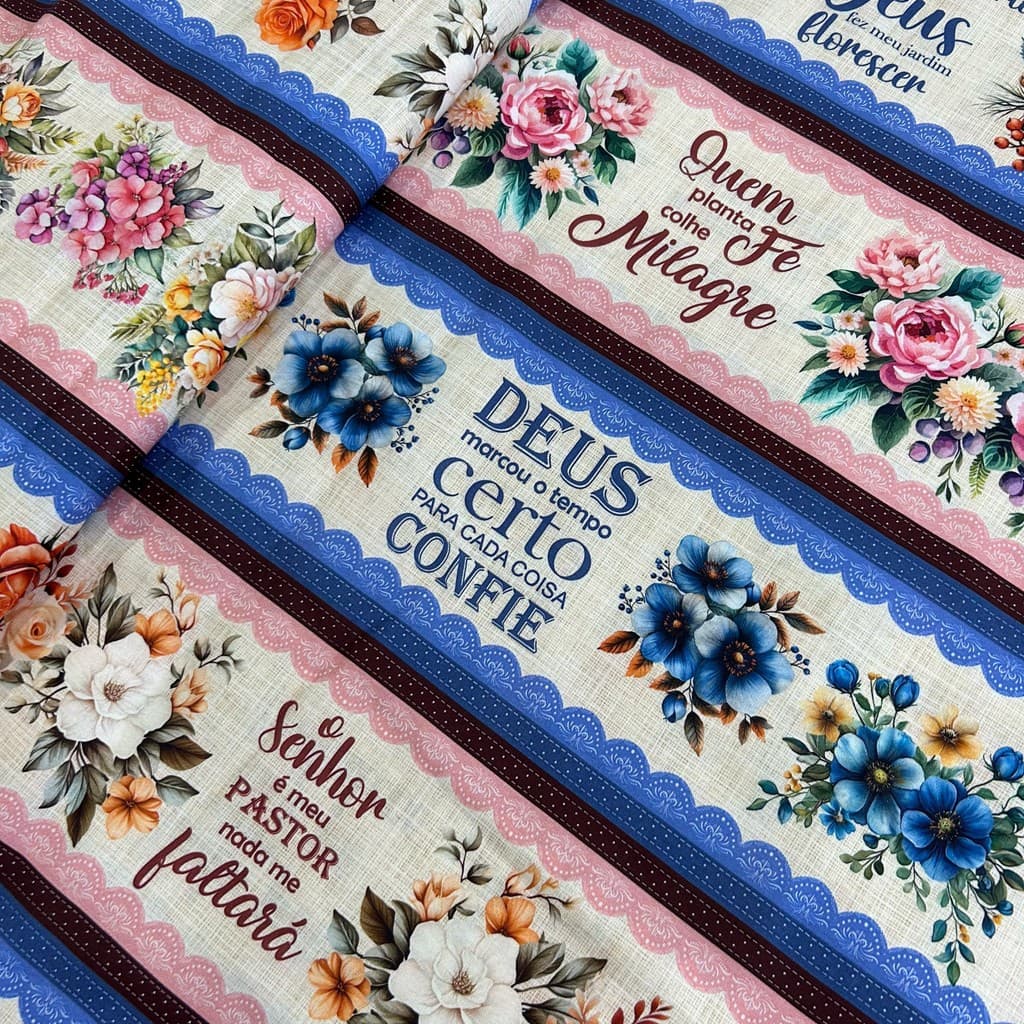 fez meu jardim
florescer
Quem
planta Fé
colhe
Milagre
DEUS
marcou o tempo
certo
PARA CADA COISA
CONFIE
o
Senhor
é meu
PASTOR
nada me
faltará